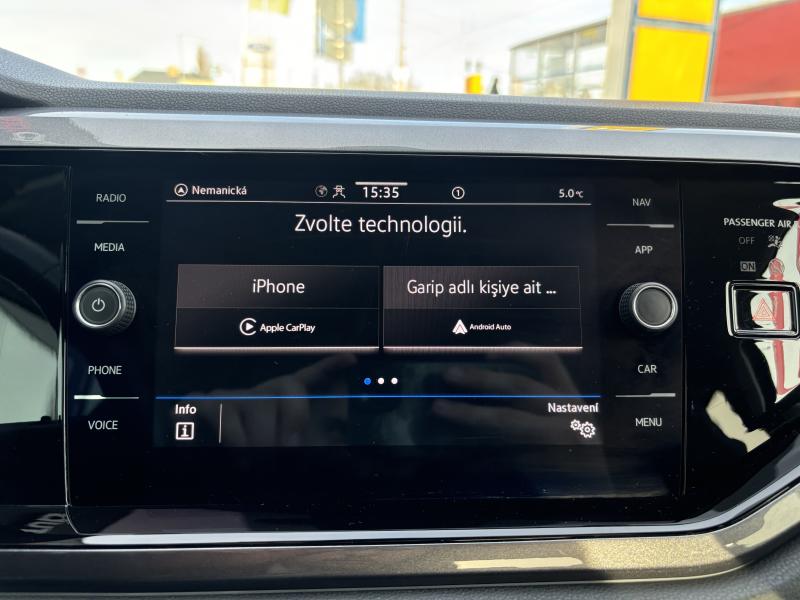 RADIO
MEDIA
PHONE
VOICE
Nemanická
15:35
1
5.0°C
Zvolte technologii.
iPhone
Apple CarPlay
Garip adlı kişiye ait ...
Android Auto
Info
i
Nastavení
NAV
APP
CAR
MENU
PASSENGER AIR
OFF
ON